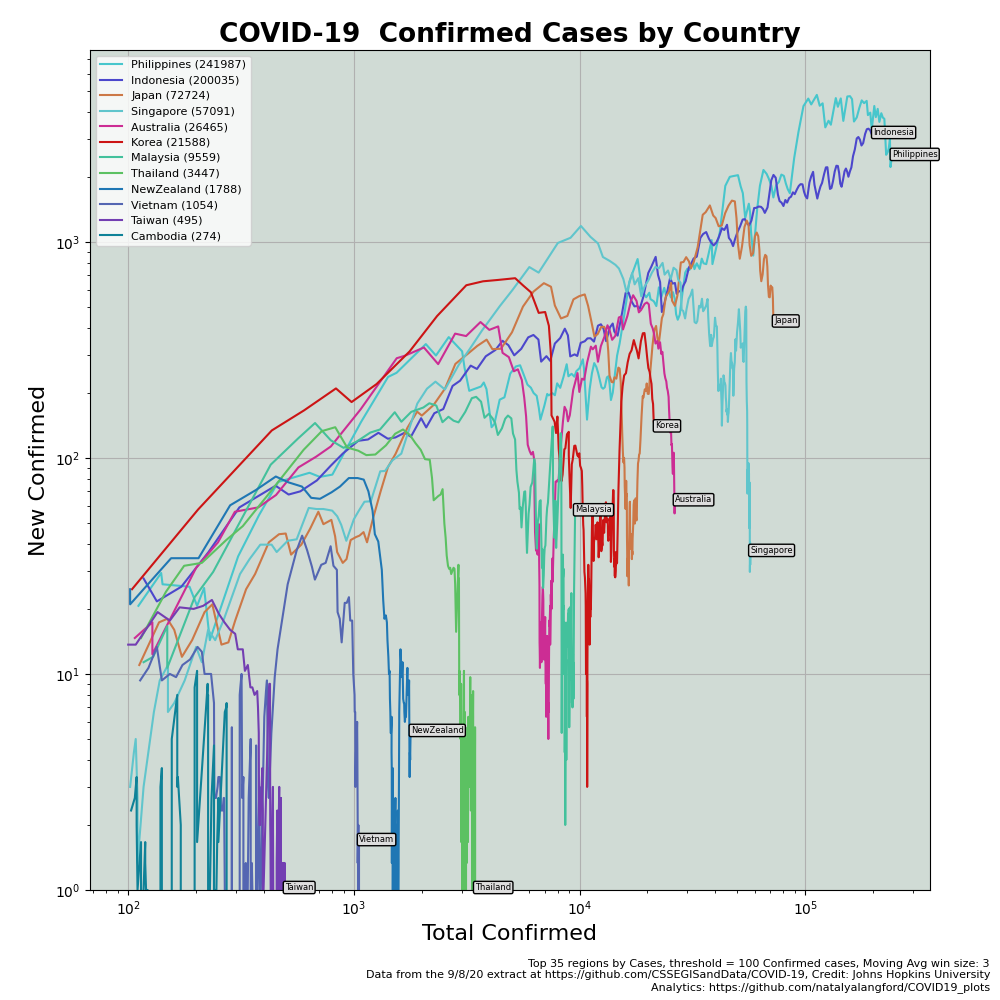 COVID-19  Confirmed Cases by Country
Philippines (241987)
Indonesia (200035)
Japan (72724)
Singapore (57091)
Australia (26465)
Korea (21588)
Malaysia (9559)
Thailand (3447)
NewZealand (1788)
Vietnam (1054)
Taiwan (495)
Cambodia (274)
Indonesia
Philippines
10³
Japan
Korea
10²
Australia
Malaysia
Singapore
10¹
NewZealand
Vietnam
10⁰
Taiwan
Thailand
New Confirmed
10²
10³
10⁴
10⁵
Total Confirmed
Top 35 regions by Cases, threshold = 100 Confirmed cases, Moving Avg win size: 3
Data from the 9/8/20 extract at https://github.com/CSSEGISandData/COVID-19, Credit: Johns Hopkins University
Analytics: https://github.com/natalyalangford/COVID19_plots